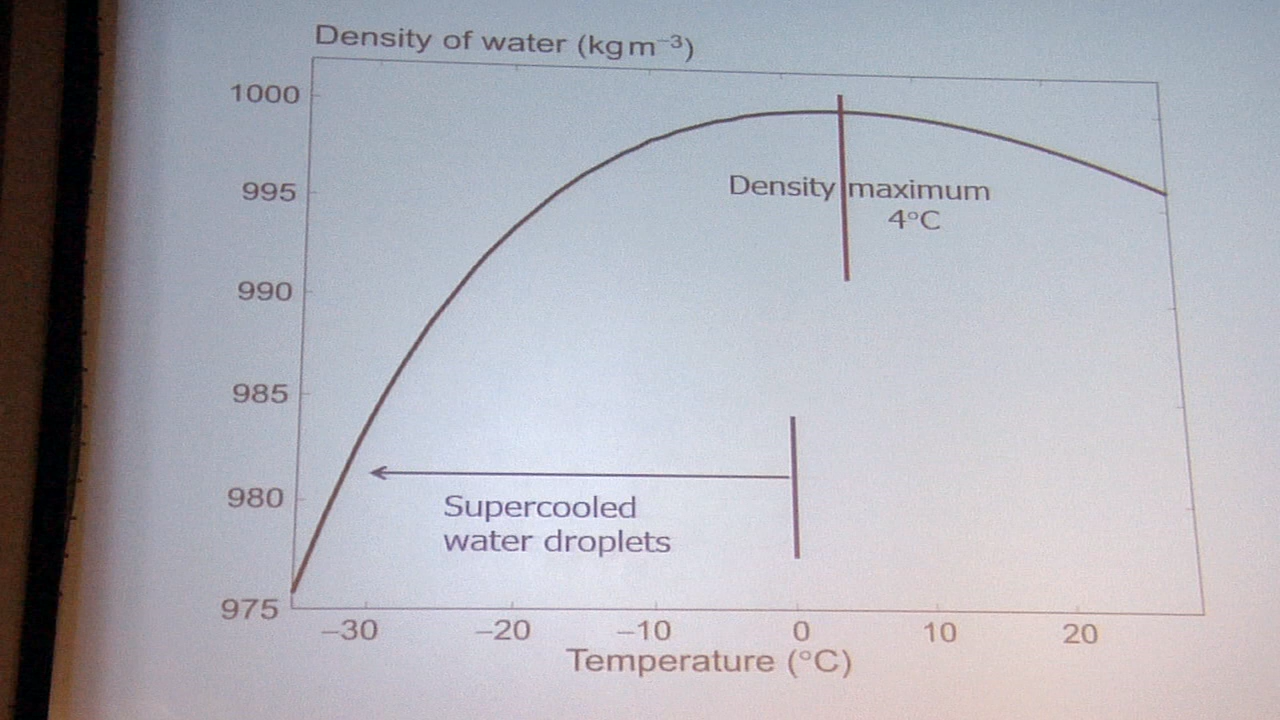 Density of water (kg m⁻³)
1000
995
990
985
980
975
Density maximum
4°C
Supercooled
water droplets
−30 −20 −10 0 10 20
Temperature (°C)